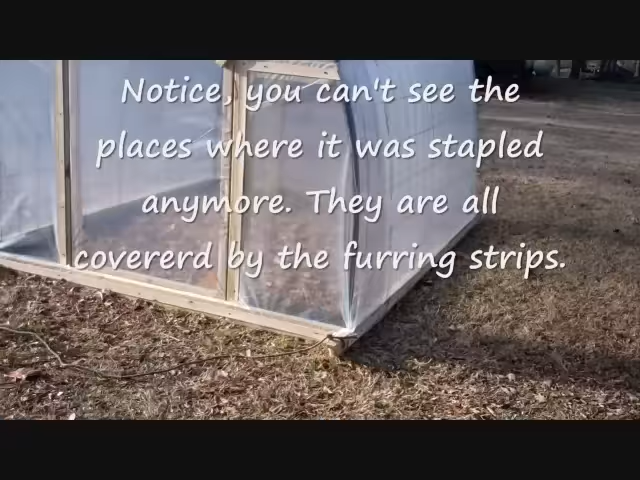 Notice, you can't see the
places where it was stapled
anymore. They are all
covererd by the furring strips.